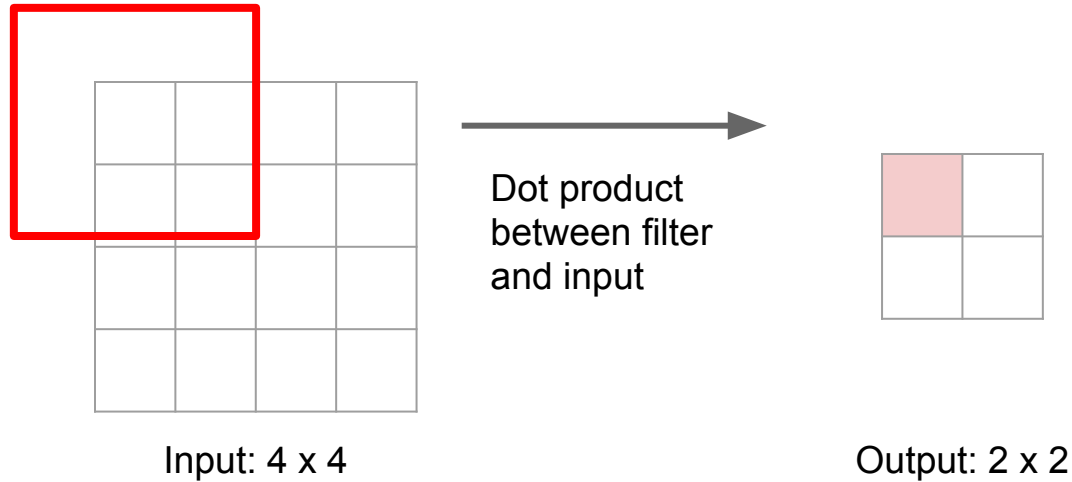 Dot product
between filter
and input
Input: 4 x 4
Output: 2 x 2